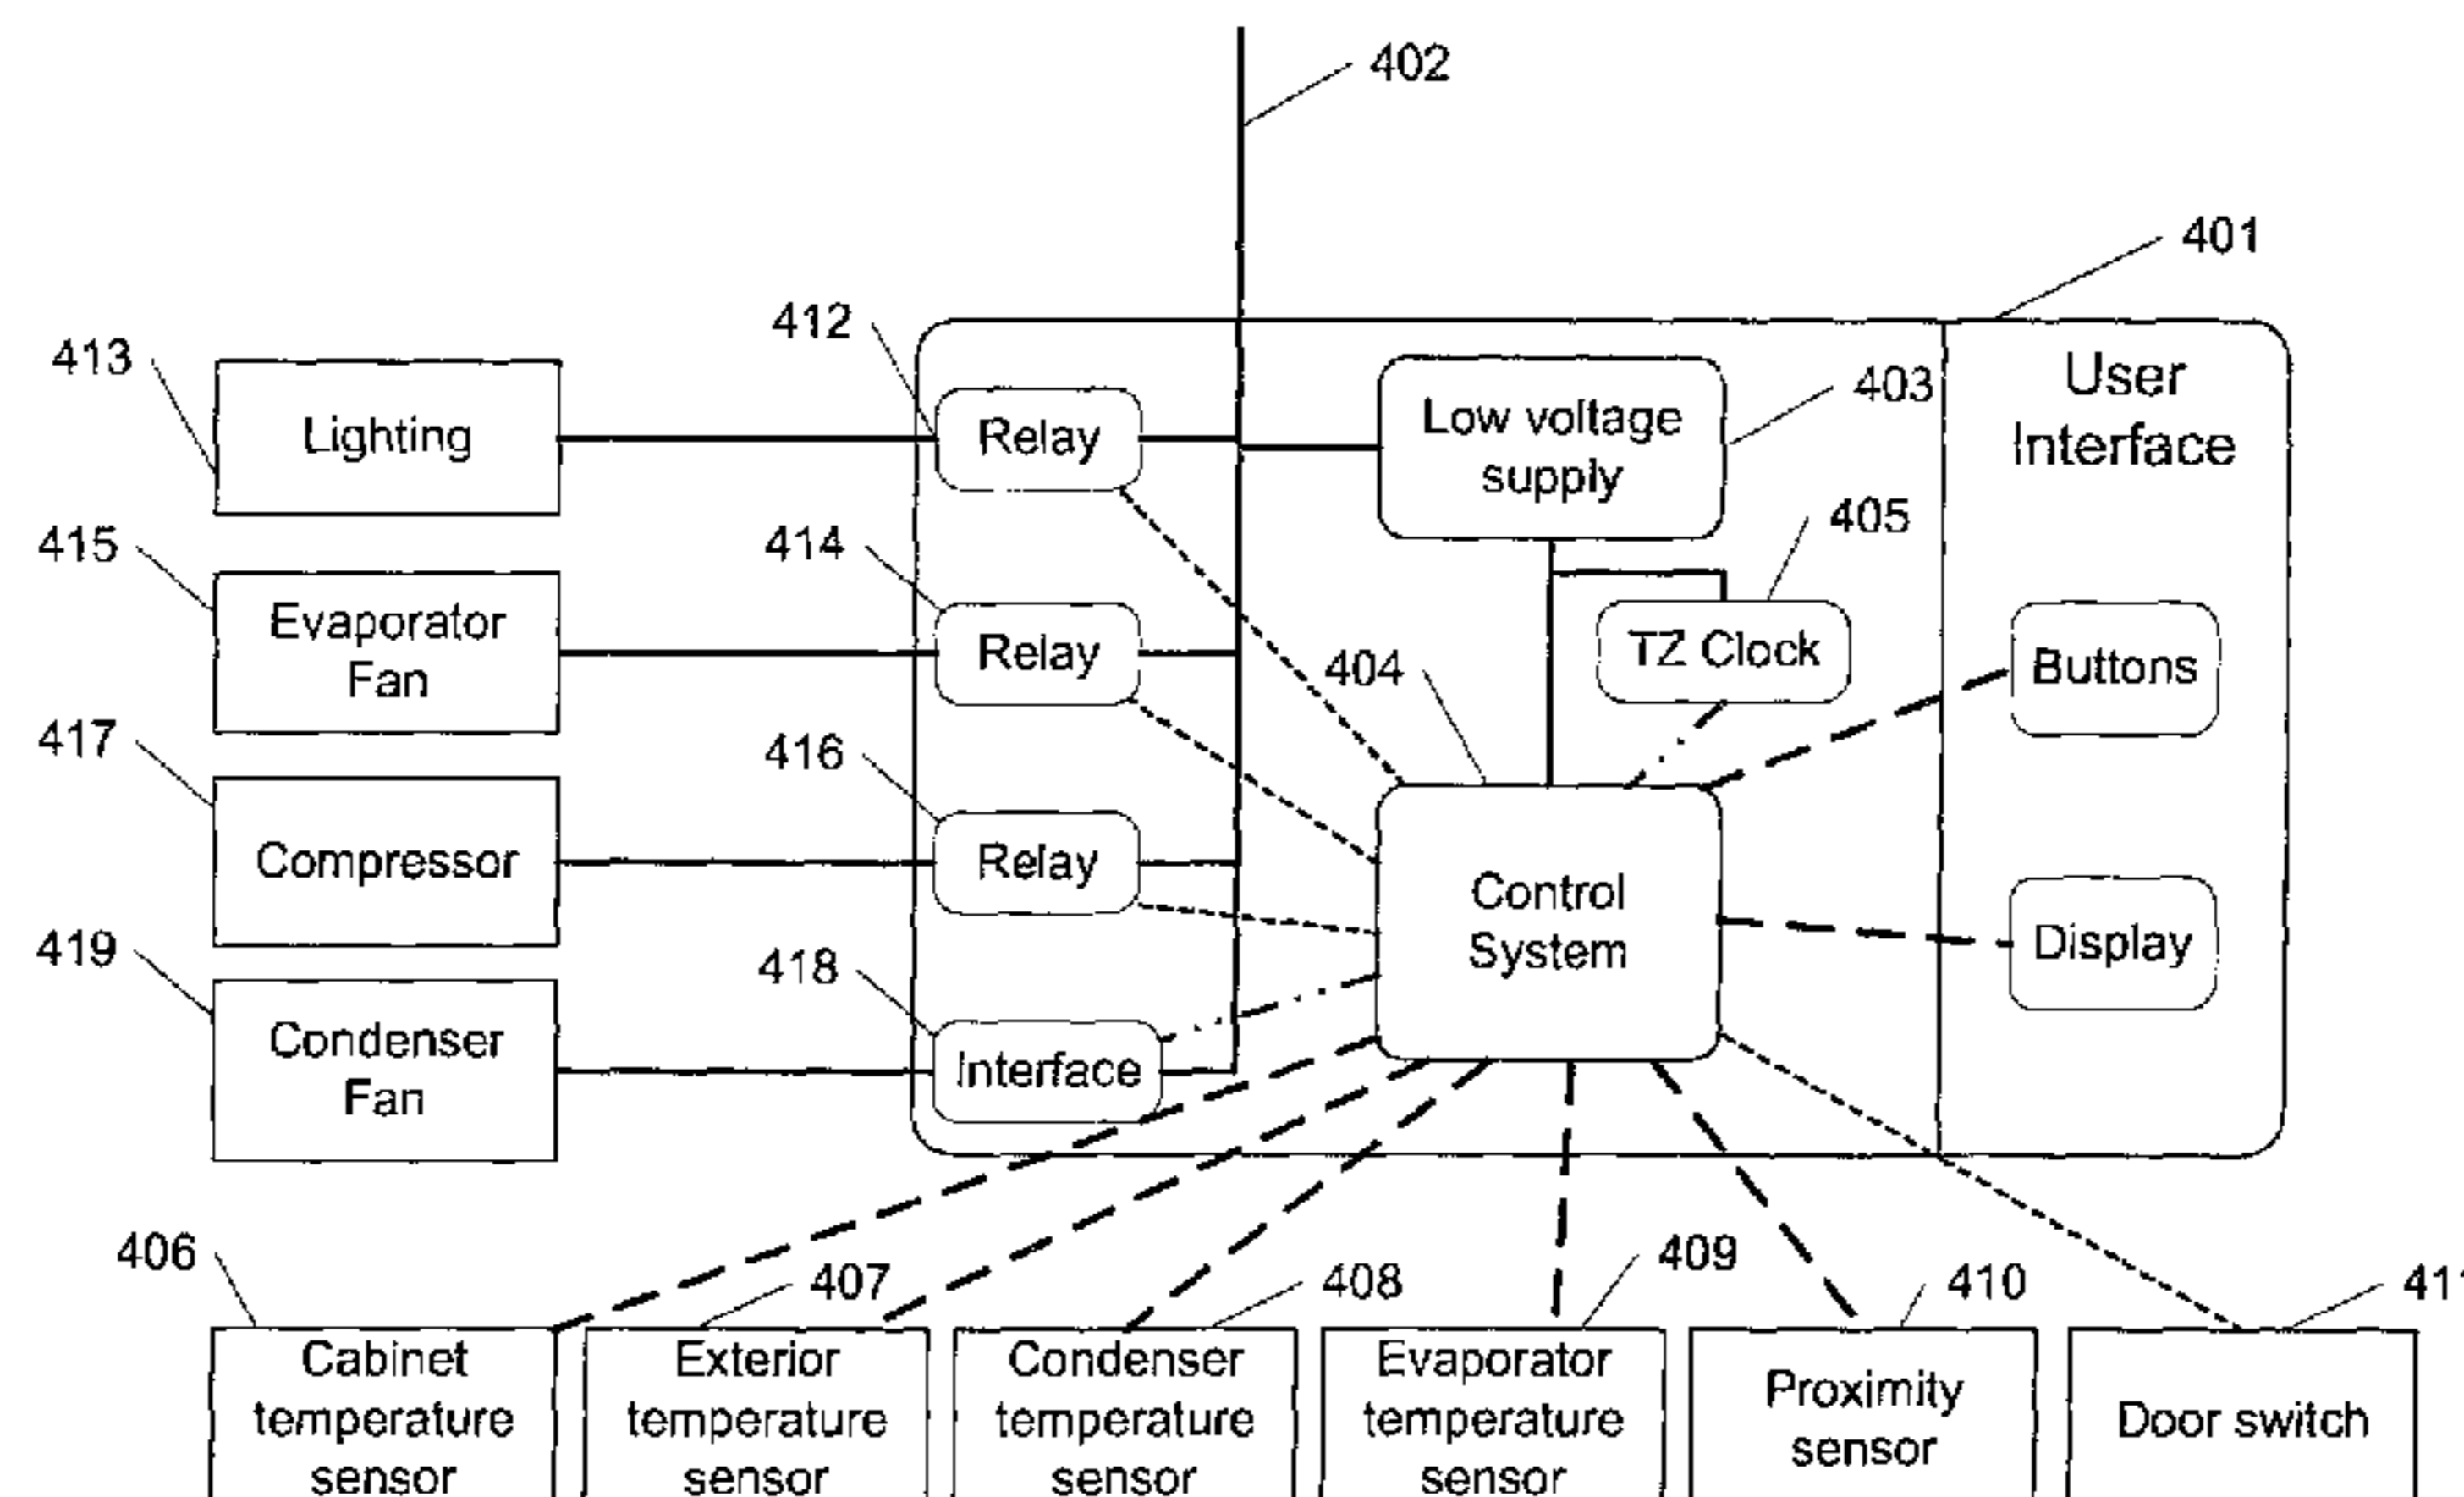 402
401
412
413
User
Interface
403
Lighting
Relay
Low voltage
supply
405
415
414
Evaporator
Fan
Relay
TZ Clock
404
Buttons
417
416
Compressor
Relay
Control
System
Display
419
418
Condenser
Fan
Interface
406
407
408
409
410
Cabinet
temperature
sensor
Exterior
temperature
sensor
Condenser
temperature
sensor
Evaporator
temperature
sensor
Proximity
sensor
Door switch